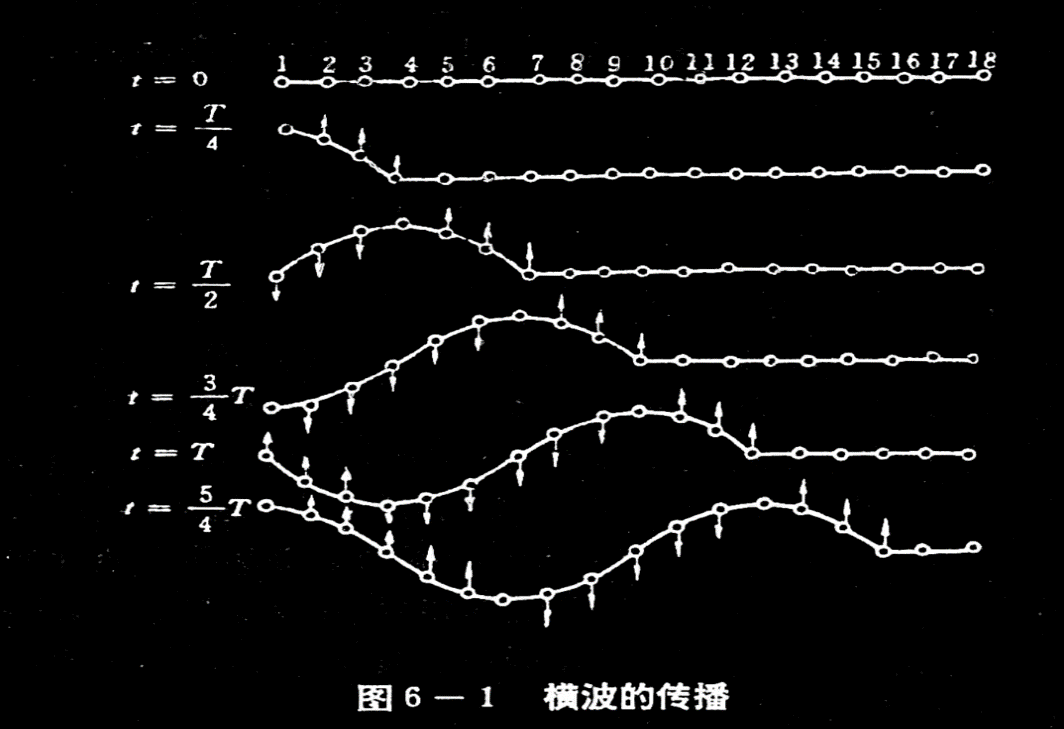 1 2 3 4 5 6 7 8 9 10 11 12 13 14 15 16 17 18
t = 0
t = T/4
t = T/2
t = 3/4 T
t = T
t = 5/4 T
图 6 — 1 横波的传播